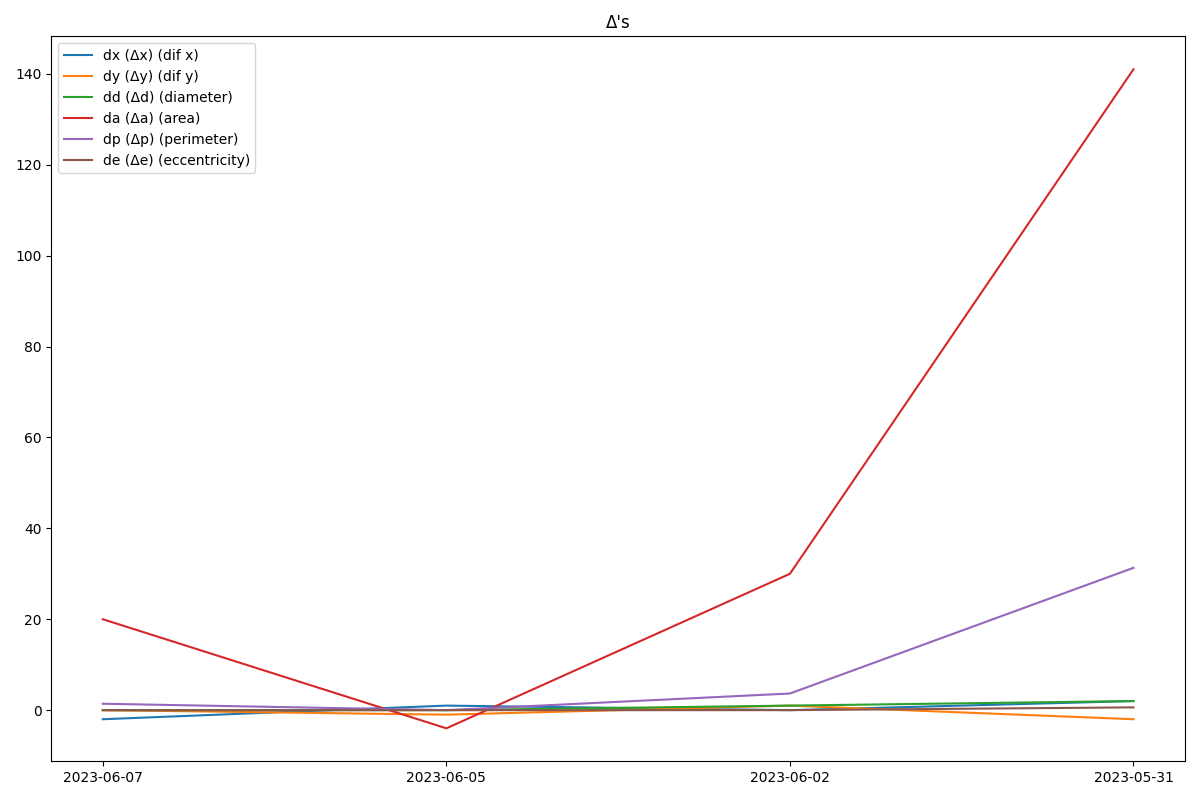 Δ's
dx (Δx) (dif x)
dy (Δy) (dif y)
dd (Δd) (diameter)
da (Δa) (area)
dp (Δp) (perimeter)
de (Δe) (eccentricity)
140
120
100
80
60
40
20
0
2023-06-07 2023-06-05 2023-06-02 2023-05-31